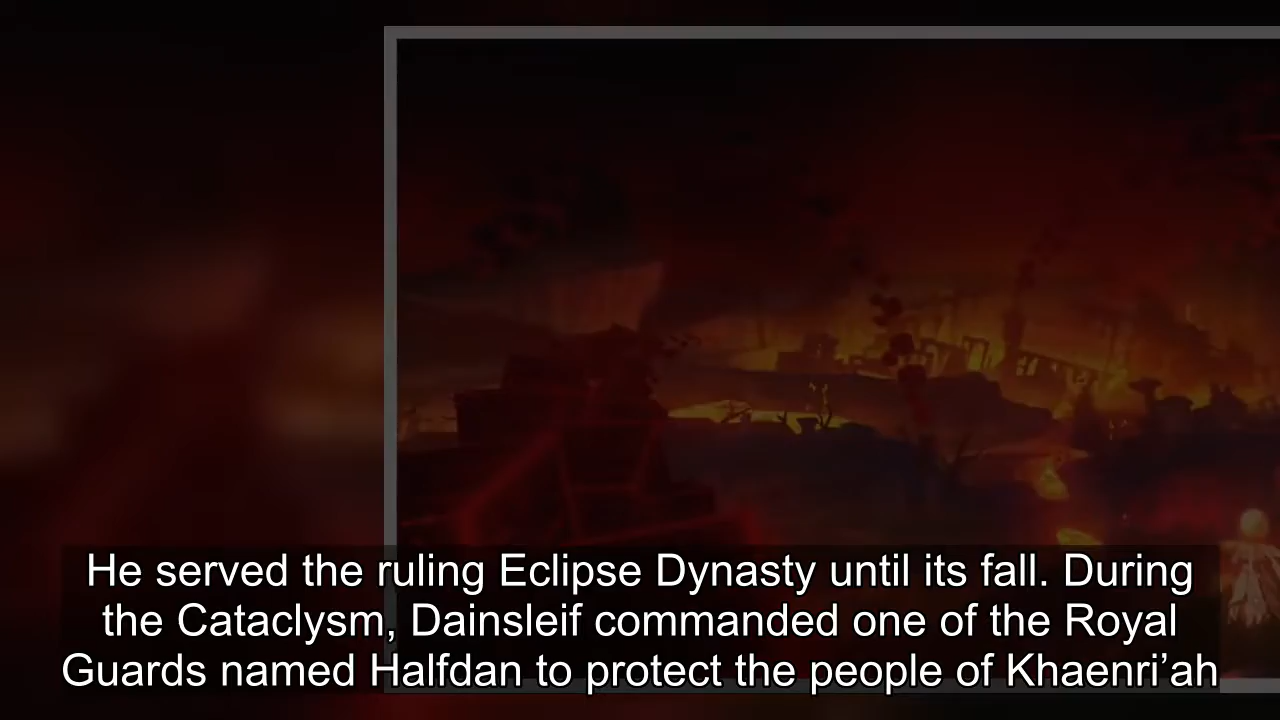 He served the ruling Eclipse Dynasty until its fall. During
the Cataclysm, Dainsleif commanded one of the Royal
Guards named Halfdan to protect the people of Khaenri’ah